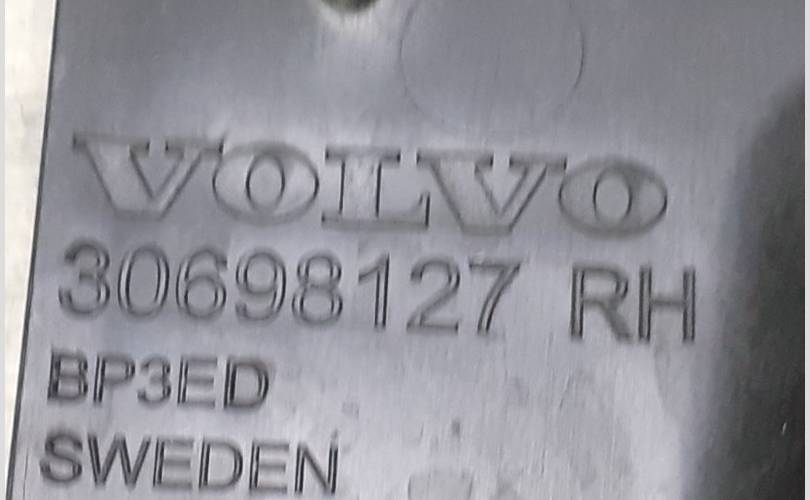 VOLVO
30698127 RH
BP3ED
SWEDEN